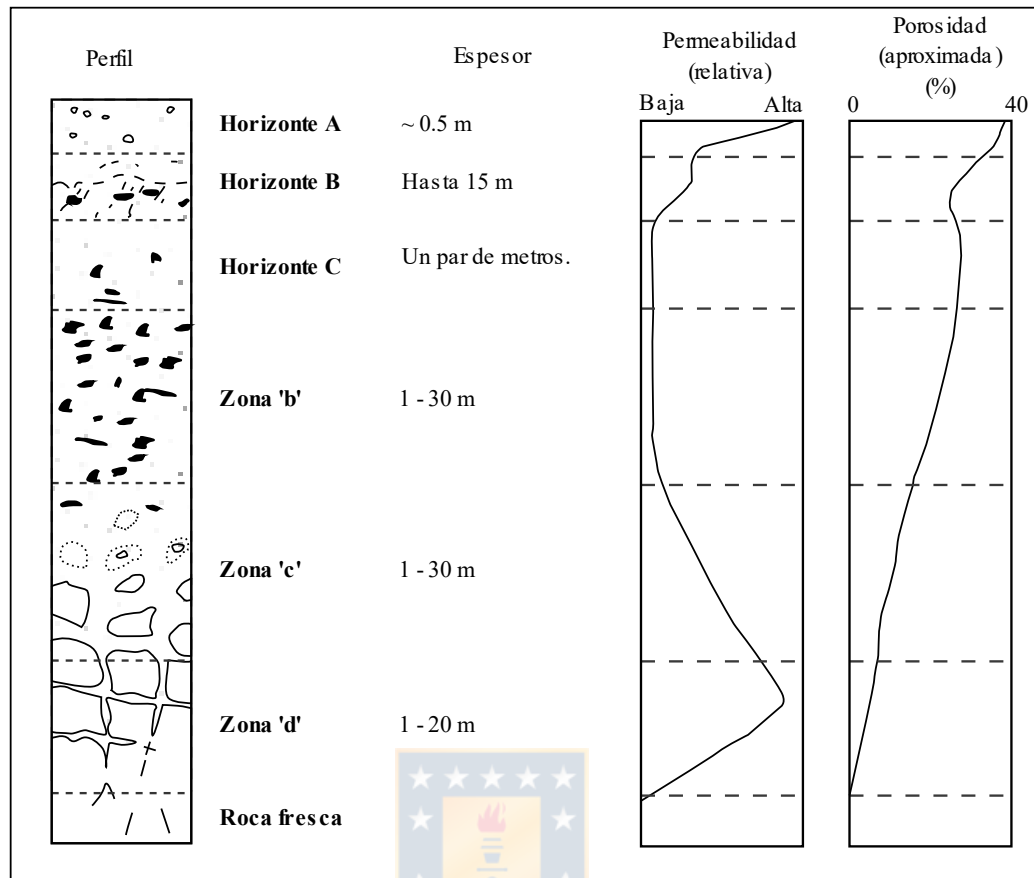 Perfil
Espesor
Permeabilidad
(relativa)
Porosidad
(aproximada)
(%)
Baja Alta
0 40
Horizonte A ~ 0.5 m
Horizonte B Hasta 15 m
Horizonte C Un par de metros.
Zona 'b' 1 - 30 m
Zona 'c' 1 - 30 m
Zona 'd' 1 - 20 m
Roca fresca